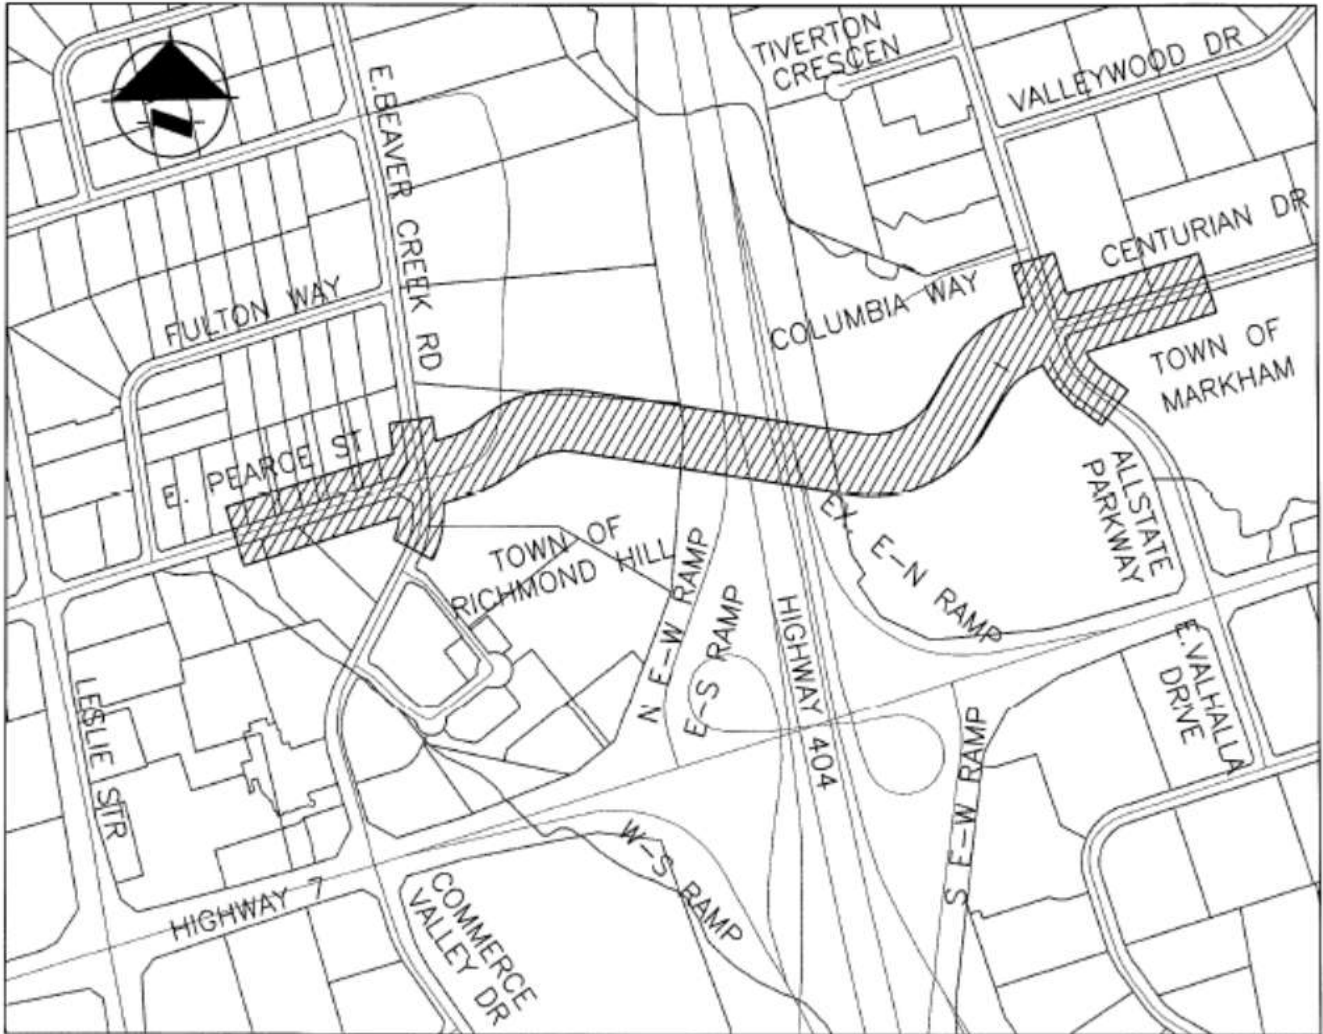 TIVERTON
CRESCEN
VALLEYWOOD DR
E.BEAVER CREEK RD
CENTURIAN DR
FULTON WAY
COLUMBIA WAY
TOWN OF
MARKHAM
E. PEARCE ST
ALLSTATE
PARKWAY
EX. E-N RAMP
TOWN OF
RICHMOND HILL
N E-W RAMP
E-S RAMP
HIGHWAY 404
E.VALHALLA
DRIVE
LESLIE STR
S E-W RAMP
W-S RAMP
HIGHWAY 7
COMMERCE
VALLEY DR
N